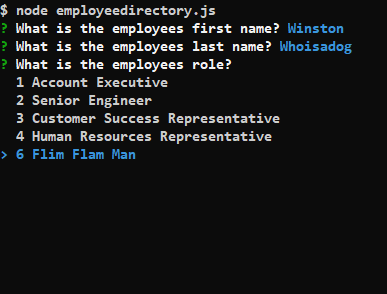 $ node employeedirectory.js
? What is the employees first name? Winston
? What is the employees last name? Whoisadog
? What is the employees role?
1 Account Executive
2 Senior Engineer
3 Customer Success Representative
4 Human Resources Representative
> 6 Flim Flam Man